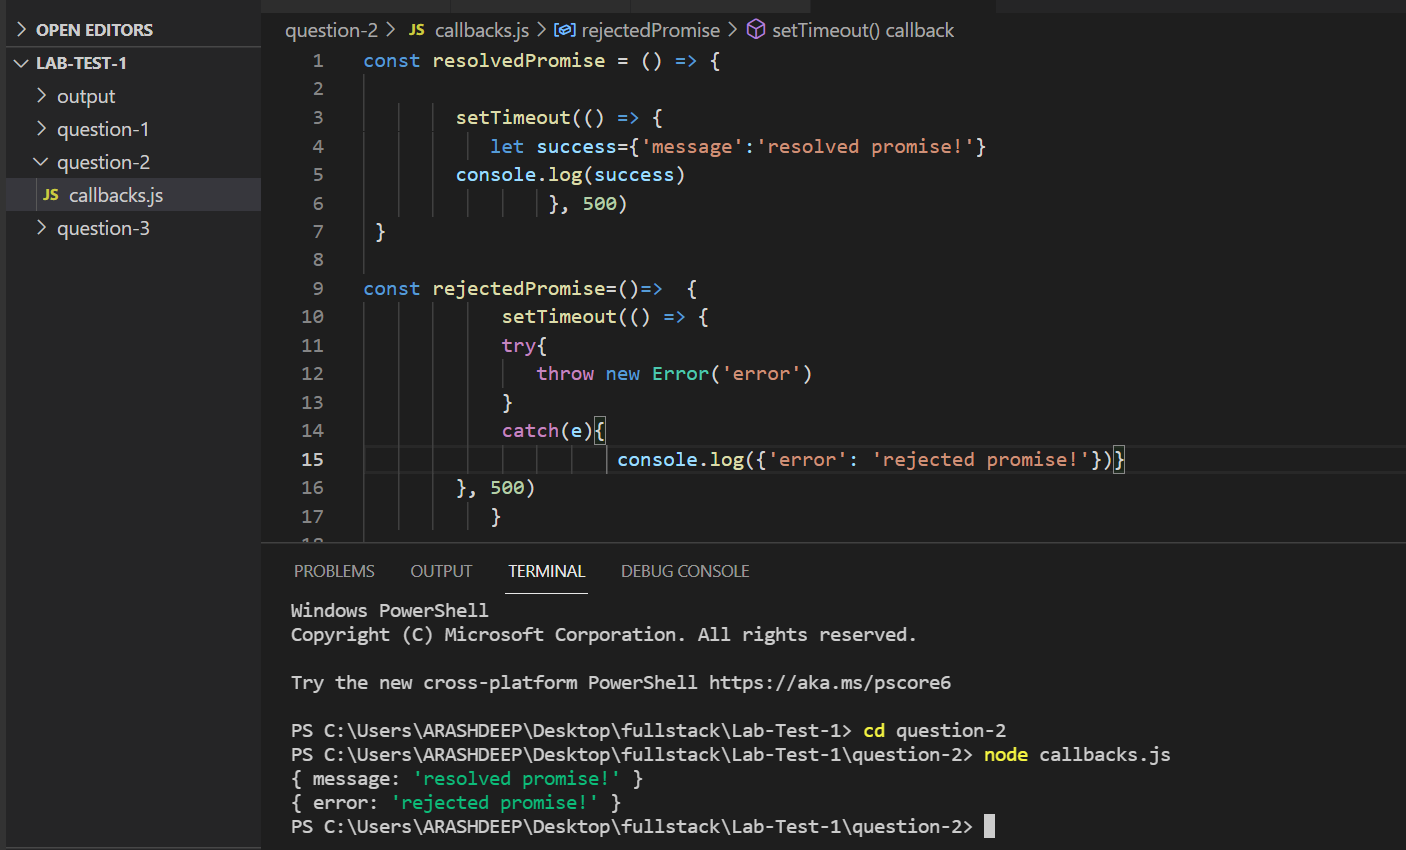 OPEN EDITORS
LAB-TEST-1
output
question-1
question-2
JS callbacks.js
question-3
question-2 > JS callbacks.js > rejectedPromise > setTimeout() callback
1 const resolvedPromise = () => {
2
3 setTimeout(() => {
4 let success={'message':'resolved promise!'}
5 console.log(success)
6 }, 500)
7 }
8
9 const rejectedPromise=()=>  {
10 setTimeout(() => {
11 try{
12 throw new Error('error')
13 }
14 catch(e){
15 console.log({'error': 'rejected promise!'})}
16 }, 500)
17 }
18
PROBLEMS OUTPUT TERMINAL DEBUG CONSOLE
Windows PowerShell
Copyright (C) Microsoft Corporation. All rights reserved.
Try the new cross-platform PowerShell https://aka.ms/pscore6
PS C:\Users\ARASHDEEP\Desktop\fullstack\Lab-Test-1> cd question-2
PS C:\Users\ARASHDEEP\Desktop\fullstack\Lab-Test-1\question-2> node callbacks.js
{ message: 'resolved promise!' }
{ error: 'rejected promise!' }
PS C:\Users\ARASHDEEP\Desktop\fullstack\Lab-Test-1\question-2>